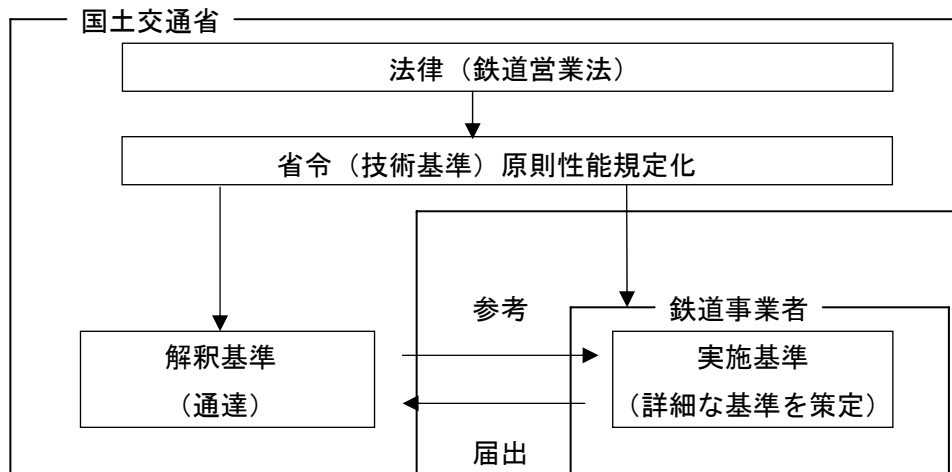 国土交通省
法律（鉄道営業法）
省令（技術基準）原則性能規定化
参考
鉄道事業者
解釈基準
（通達）
実施基準
（詳細な基準を策定）
届出